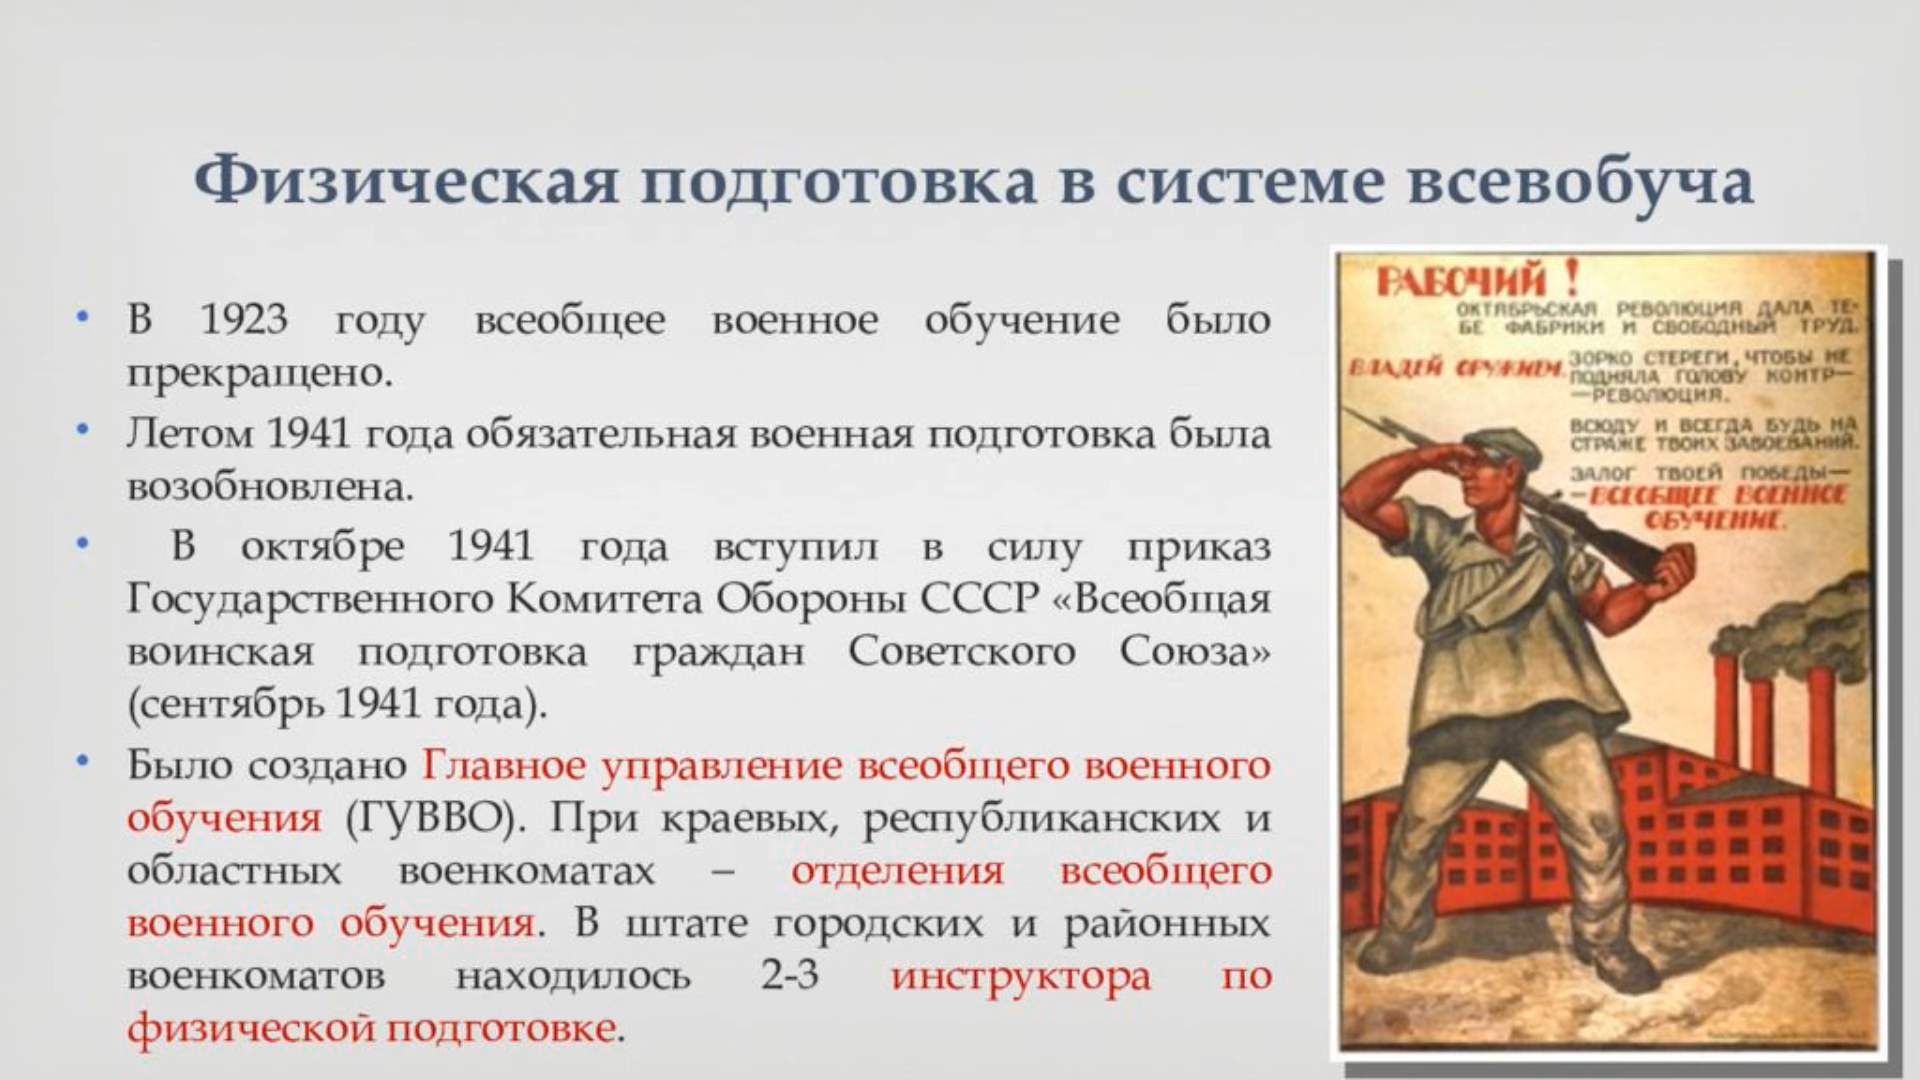 Физическая подготовка в системе всевобуча
• В 1923 году всеобщее военное обучение было
прекращено.
• Летом 1941 года обязательная военная подготовка была
возобновлена.
• В октябре 1941 года вступил в силу приказ
Государственного Комитета Обороны СССР «Всеобщая
воинская подготовка граждан Советского Союза»
(сентябрь 1941 года).
• Было создано Главное управление всеобщего военного
обучения (ГУВВО). При краевых, республиканских и
областных военкоматах – отделения всеобщего
военного обучения. В штате городских и районных
военкоматов находилось 2-3 инструктора по
физической подготовке.
РАБОЧИЙ !
ОКТЯБРЬСКАЯ РЕВОЛЮЦИЯ ДАЛА ТЕ-
БЕ ФАБРИКИ И СВОБОДНЫЙ ТРУД.
ВЛАДЕЙ ОРУЖИЕМ.
ЗОРКО СТЕРЕГИ, ЧТОБЫ НЕ
ПОДНЯЛА ГОЛОВУ КОНТР—
—РЕВОЛЮЦИЯ.
ВСЮДУ И ВСЕГДА БУДЬ НА
СТРАЖЕ ТВОИХ ЗАВОЕВАНИЙ.
ЗАЛОГ ТВОЕЙ ПОБЕДЫ—
—ВСЕОБЩЕЕ ВОЕННОЕ
ОБУЧЕНИЕ.